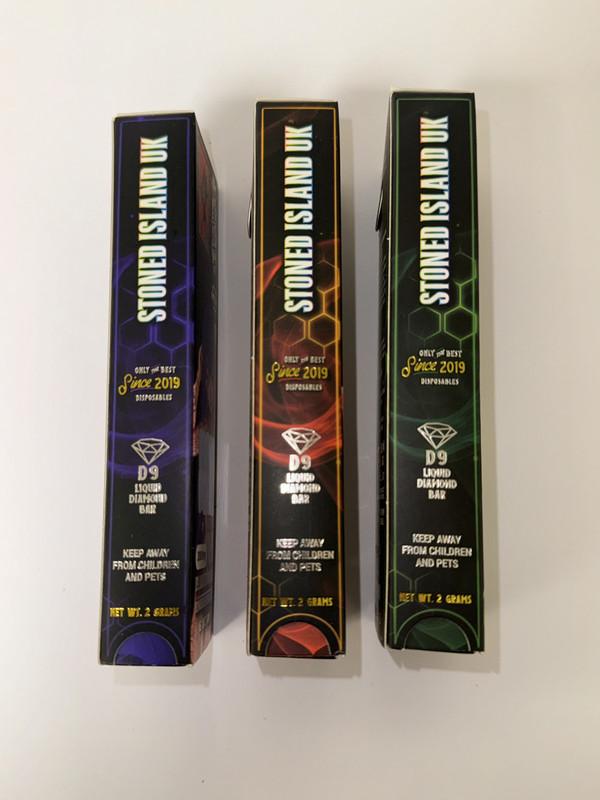 STONED ISLAND UK
ONLY THE BEST
Since 2019
DISPOSABLES
D9
LIQUID
DIAMOND
BAR
KEEP AWAY
FROM CHILDREN
AND PETS
NET WT. 2 GRAMS
STONED ISLAND UK
ONLY THE BEST
Since 2019
DISPOSABLES
D9
LIQUID
DIAMOND
BAR
KEEP AWAY
FROM CHILDREN
AND PETS
NET WT. 2 GRAMS
STONED ISLAND UK
ONLY THE BEST
Since 2019
DISPOSABLES
D9
LIQUID
DIAMOND
BAR
KEEP AWAY
FROM CHILDREN
AND PETS
NET WT. 2 GRAMS